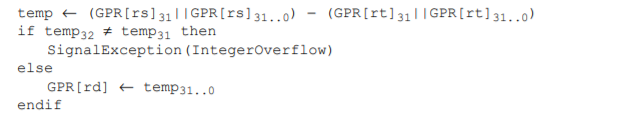 temp ← (GPR[rs]31||GPR[rs]31..0) − (GPR[rt]31||GPR[rt]31..0)
if temp32 ≠ temp31 then
SignalException(IntegerOverflow)
else
GPR[rd] ← temp31..0
endif